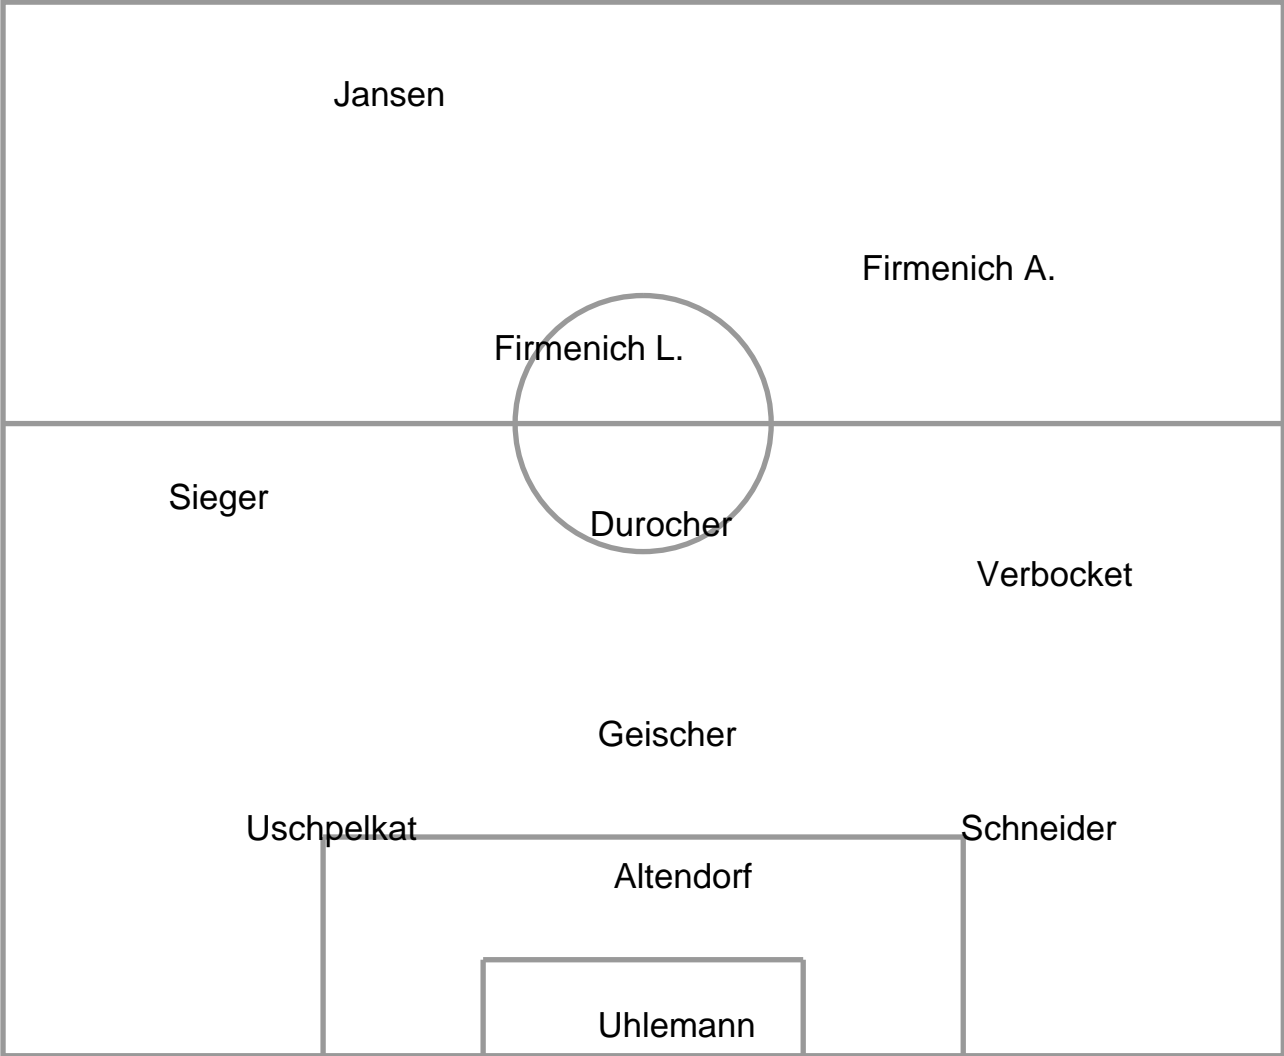 Jansen
Firmenich A.
Firmenich L.
Sieger
Durocher
Verbocket
Geischer
Uschpelkat
Schneider
Altendorf
Uhlemann